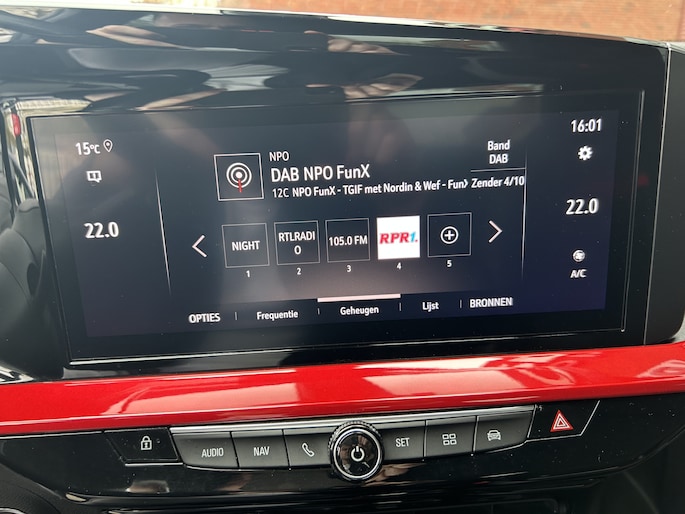 15°C
16:01
NPO
DAB NPO FunX
12C NPO FunX - TGIF met Nordin & Wef - Fun
Band
DAB
Zender 4/10
22.0
22.0
NIGHT
RTLRADI
O
105.0 FM
RPR1.
1
2
3
4
5
A/C
OPTIES
Frequentie
Geheugen
Lijst
BRONNEN
AUDIO
NAV
SET